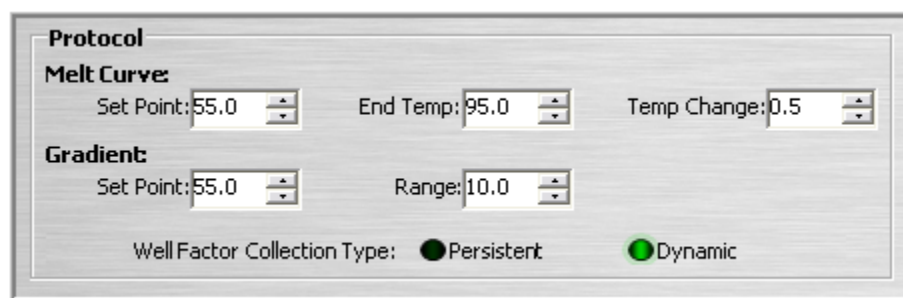 Protocol
Melt Curve:
Set Point: 55.0 End Temp: 95.0 Temp Change: 0.5
Gradient:
Set Point: 55.0 Range: 10.0
Well Factor Collection Type: Persistent Dynamic